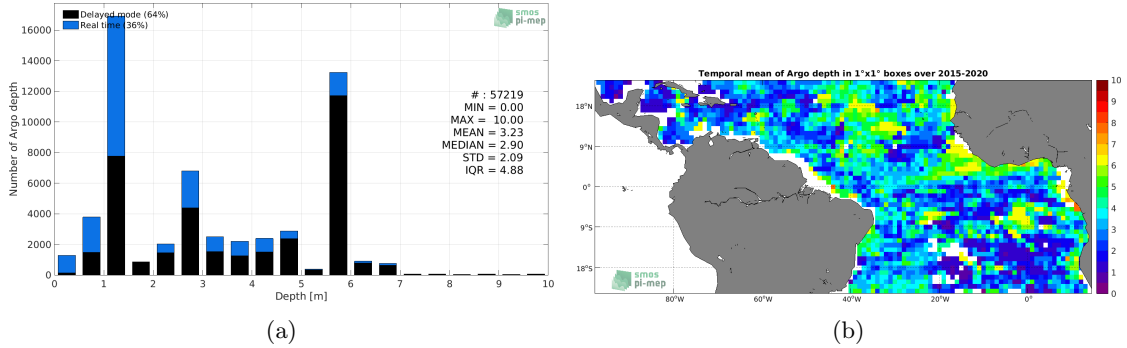 Delayed mode (64%)
Real time (36%)
smos
pi-mep
16000
14000
12000
10000
8000
6000
4000
2000
0
Number of Argo depth
# : 57219
MIN = 0.00
MAX = 10.00
MEAN = 3.23
MEDIAN = 2.90
STD = 2.09
IQR = 4.88
0 1 2 3 4 5 6 7 8 9 10
Depth [m]
(a)
Temporal mean of Argo depth in 1°x1° boxes over 2015-2020
18°N
9°N
0°
9°S
18°S
80°W 60°W 40°W 20°W 0°
smos
pi-mep
10
9
8
7
6
5
4
3
2
1
0
(b)